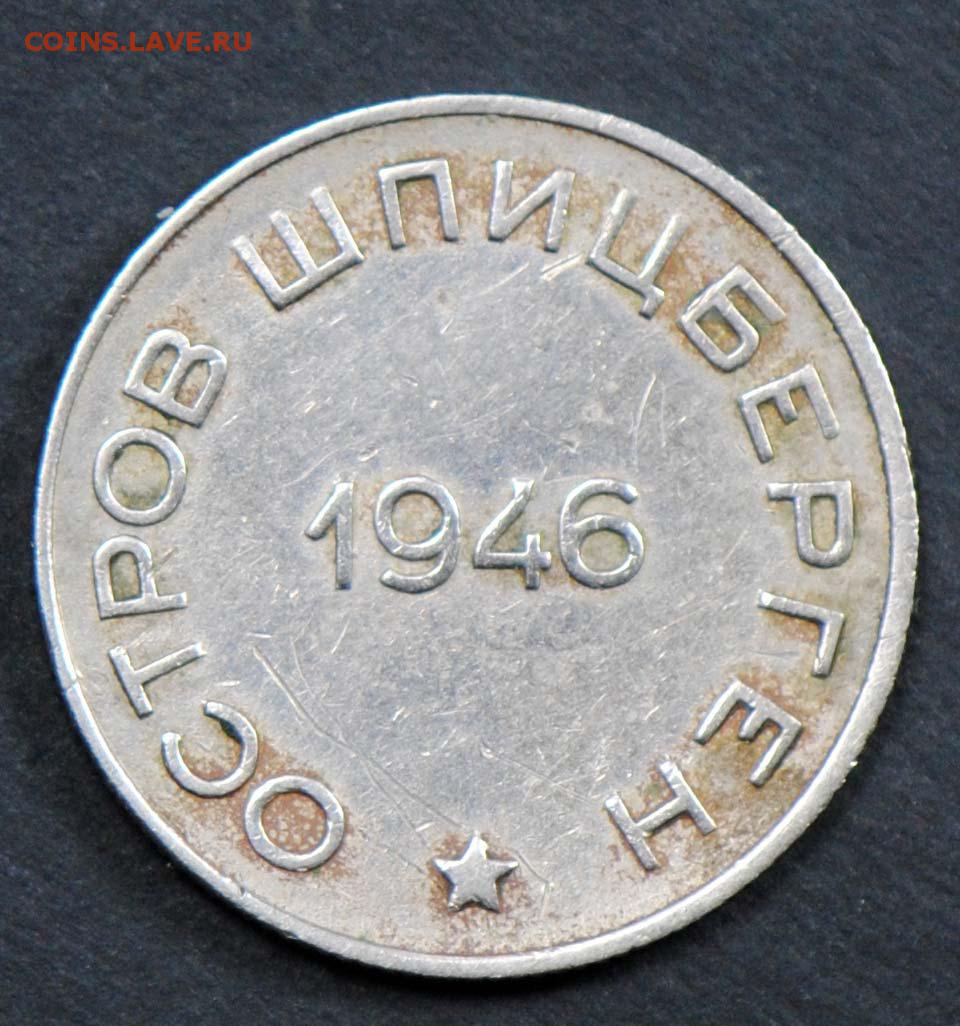 COINS.LAVE.RU
ОСТРОВ ШПИЦБЕРГЕН
1946